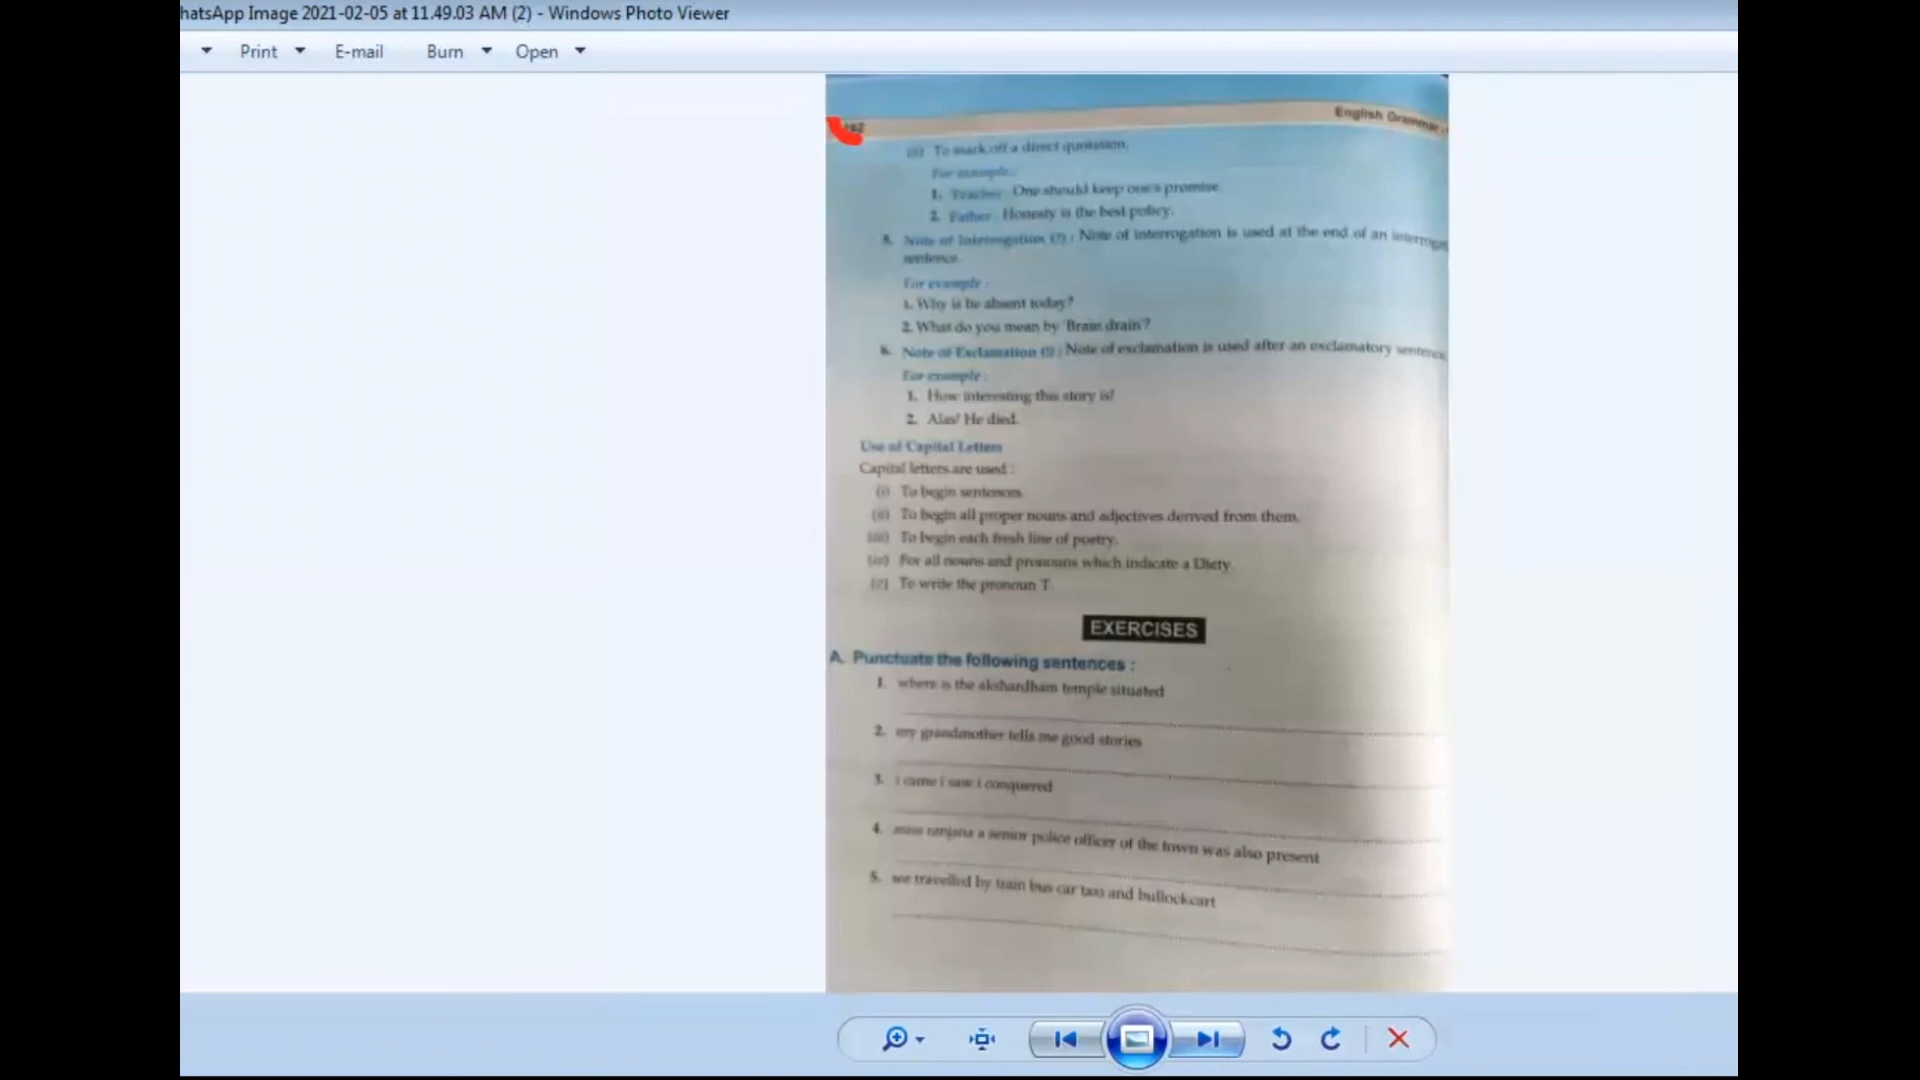 hatsApp Image 2021-02-05 at 11.49.03 AM (2) - Windows Photo Viewer
Print E-mail Burn Open
162 English Grammar
(ii) To mark off a direct quotation.
For example :
1. Teacher : One should keep one's promise.
2. Father : Honesty is the best policy.
5. Note of Interrogation (?) : Note of interrogation is used at the end of an
sentence.
For example :
1. Why is he absent today?
2. What do you mean by 'Brain drain'?
6. Note of Exclamation (!) : Note of exclamation is used after an exclamatory sentence
For example :
1. How interesting this story is!
2. Alas! He died.
Use of Capital Letters
Capital letters are used :
(i) To begin sentences.
(ii) To begin all proper nouns and adjectives derived from them.
(iii) To begin each fresh line of poetry.
(iv) For all nouns and pronouns which indicate a Diety.
(v) To write the pronoun 'I'.
EXERCISES
A. Punctuate the following sentences :
1. where is the akshardham temple situated
2. my grandmother tells me good stories
3. i came i saw i conquered
4. miss ranjana a senior police officer of the town was also present
5. we travelled by train bus car taxi and bullockcart